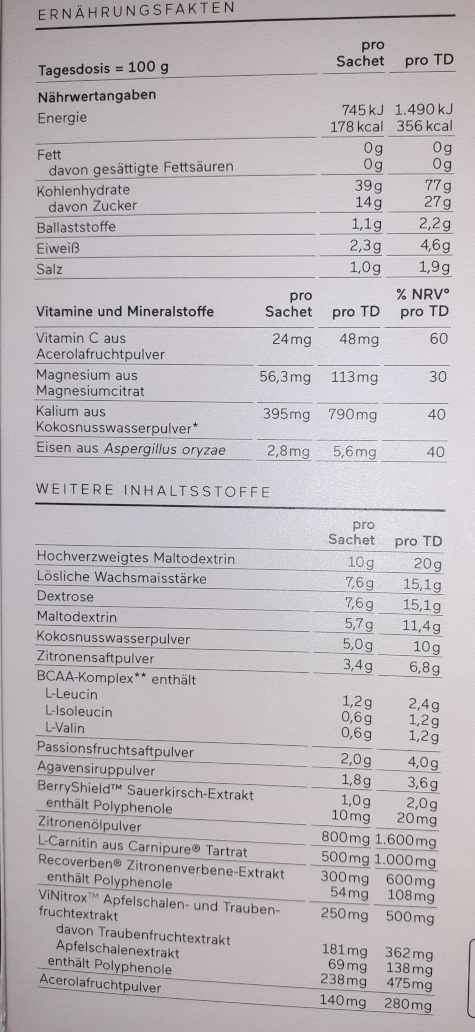 ERNÄHRUNGSFAKTEN
pro
Tagesdosis = 100 g Sachet pro TD
Nährwertangaben
Energie 745 kJ 1.490 kJ
178 kcal 356 kcal
Fett 0g 0g
davon gesättigte Fettsäuren 0g 0g
Kohlenhydrate 39g 77g
davon Zucker 14g 27g
Ballaststoffe 1,1g 2,2g
Eiweiß 2,3g 4,6g
Salz 1,0g 1,9g
pro % NRV°
Vitamine und Mineralstoffe Sachet pro TD pro TD
Vitamin C aus 24mg 48mg 60
Acerolafruchtpulver
Magnesium aus 56,3mg 113mg 30
Magnesiumcitrat
Kalium aus 395mg 790mg 40
Kokosnusswasserpulver*
Eisen aus Aspergillus oryzae 2,8mg 5,6mg 40
WEITERE INHALTSSTOFFE
pro
Sachet pro TD
Hochverzweigtes Maltodextrin 10g 20g
Lösliche Wachsmaisstärke 7,6g 15,1g
Dextrose 7,6g 15,1g
Maltodextrin 5,7g 11,4g
Kokosnusswasserpulver 5,0g 10g
Zitronensaftpulver 3,4g 6,8g
BCAA-Komplex** enthält
L-Leucin 1,2g 2,4g
L-Isoleucin 0,6g 1,2g
L-Valin 0,6g 1,2g
Passionsfruchtsaftpulver 2,0g 4,0g
Agavensiruppulver 1,8g 3,6g
BerryShield™ Sauerkirsch-Extrakt 1,0g 2,0g
enthält Polyphenole 10mg 20mg
Zitronenölpulver 800mg 1.600mg
L-Carnitin aus Carnipure® Tartrat 500mg 1.000mg
Recoverben® Zitronenverbene-Extrakt 300mg 600mg
enthält Polyphenole 54mg 108mg
ViNitrox™ Apfelschalen- und Trauben- 250mg 500mg
fruchtextrakt
davon Traubenfruchtextrakt 181mg 362mg
Apfelschalenextrakt 69mg 138mg
enthält Polyphenole 238mg 475mg
Acerolafruchtpulver 140mg 280mg